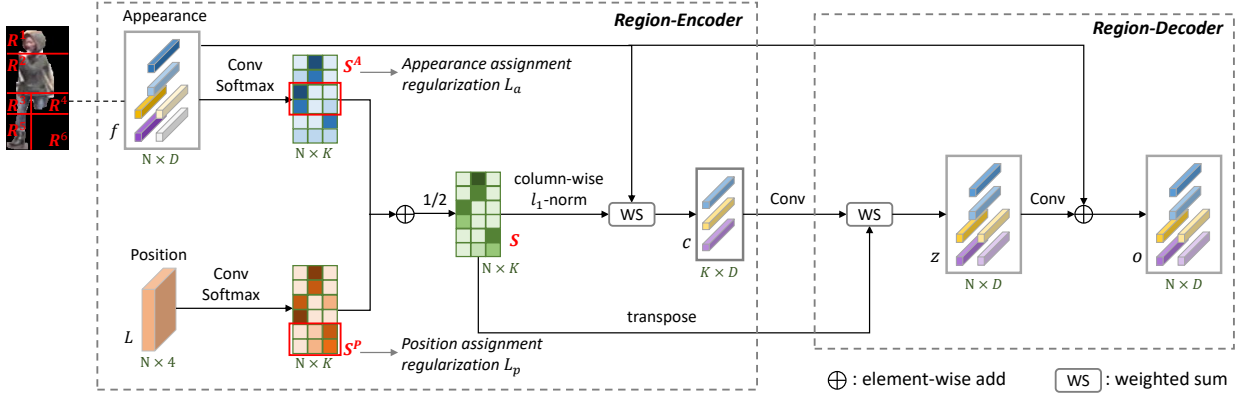 Appearance
Region-Encoder
Region-Decoder
R¹
R²
R³
R⁴
R⁵
R⁶
f
N × D
Conv
Softmax
S^A
Appearance assignment
regularization L_a
N × K
1/2
S
N × K
column-wise
l₁-norm
WS
c
K × D
Conv
WS
z
N × D
Conv
o
N × D
Position
L
N × 4
Conv
Softmax
S^P
N × K
Position assignment
regularization L_p
transpose
: element-wise add
WS : weighted sum